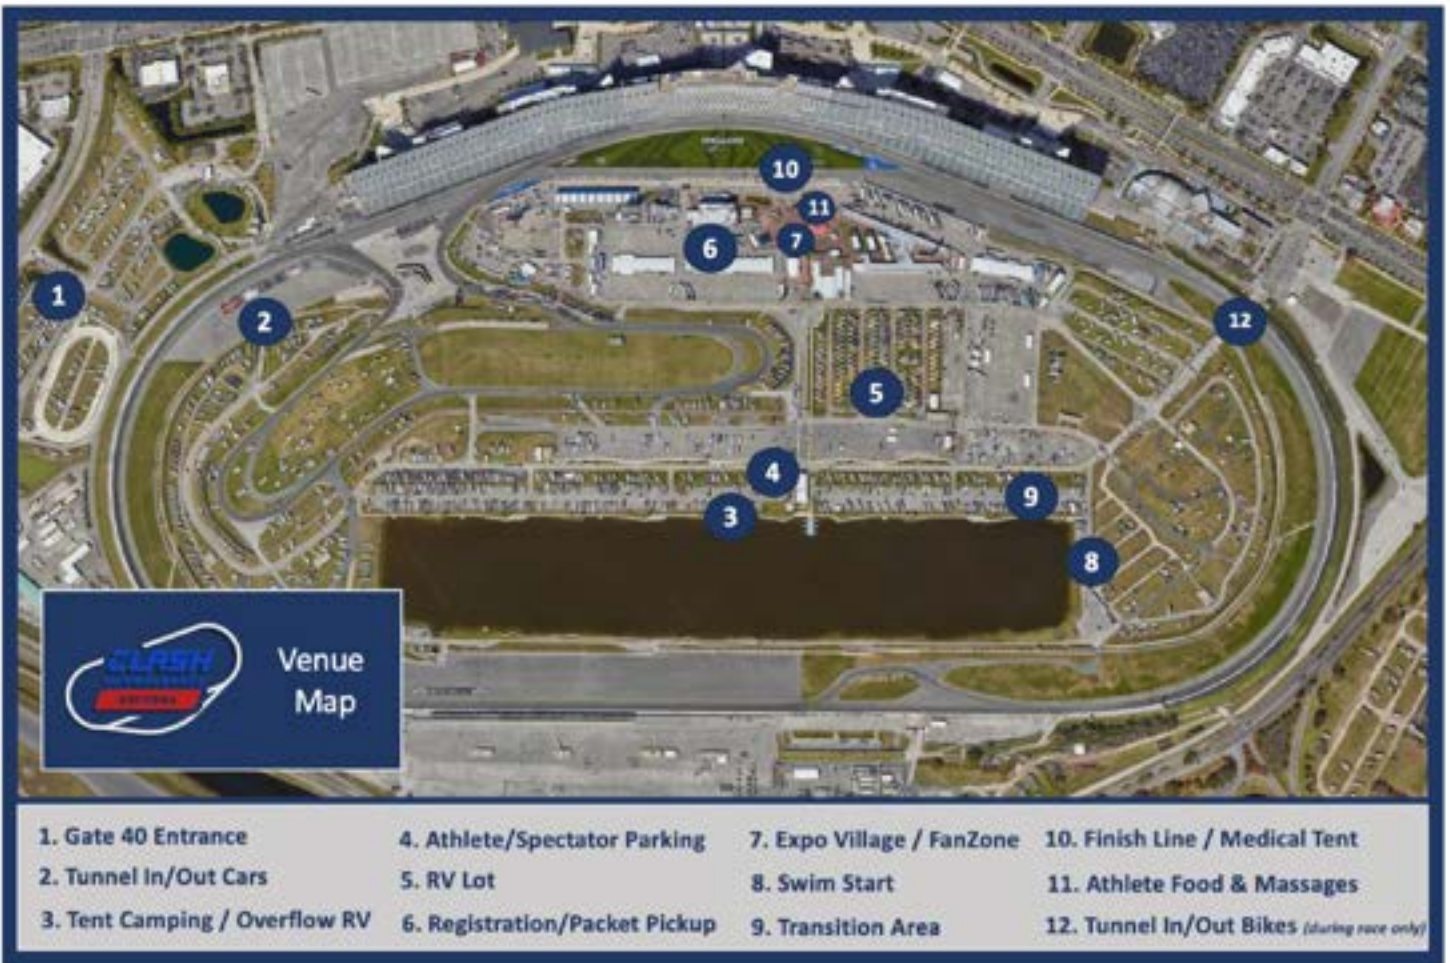 10
11
7
6
1
2
12
5
4
9
3
8
CLASH
DAYTONA
Venue
Map
1. Gate 40 Entrance
2. Tunnel In/Out Cars
3. Tent Camping / Overflow RV
4. Athlete/Spectator Parking
5. RV Lot
6. Registration/Packet Pickup
7. Expo Village / FanZone
8. Swim Start
9. Transition Area
10. Finish Line / Medical Tent
11. Athlete Food & Massages
12. Tunnel In/Out Bikes (during race only)